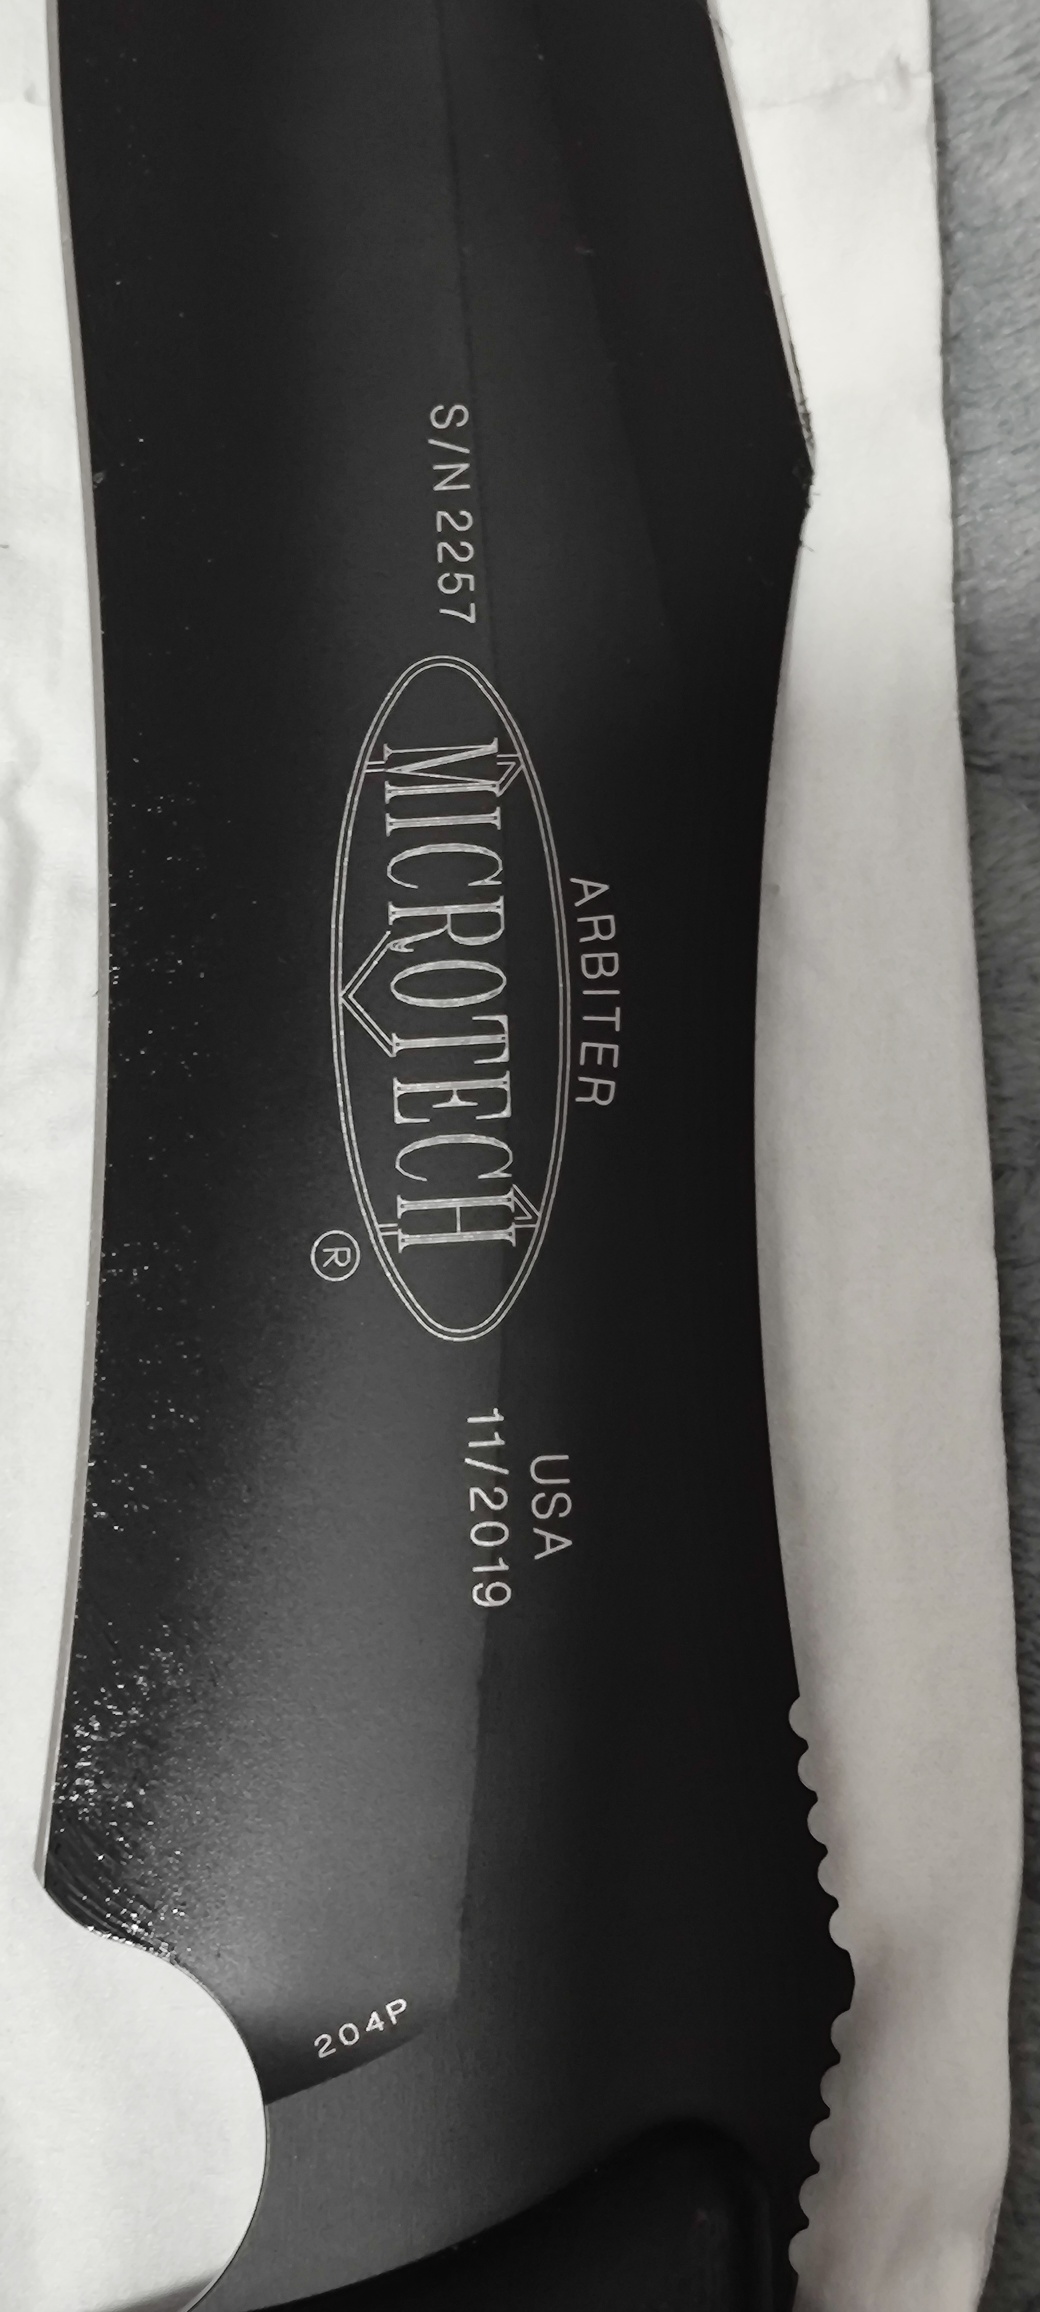 ARBITER
S/N 2257
MICROTECH
®
USA
11/2019
204P